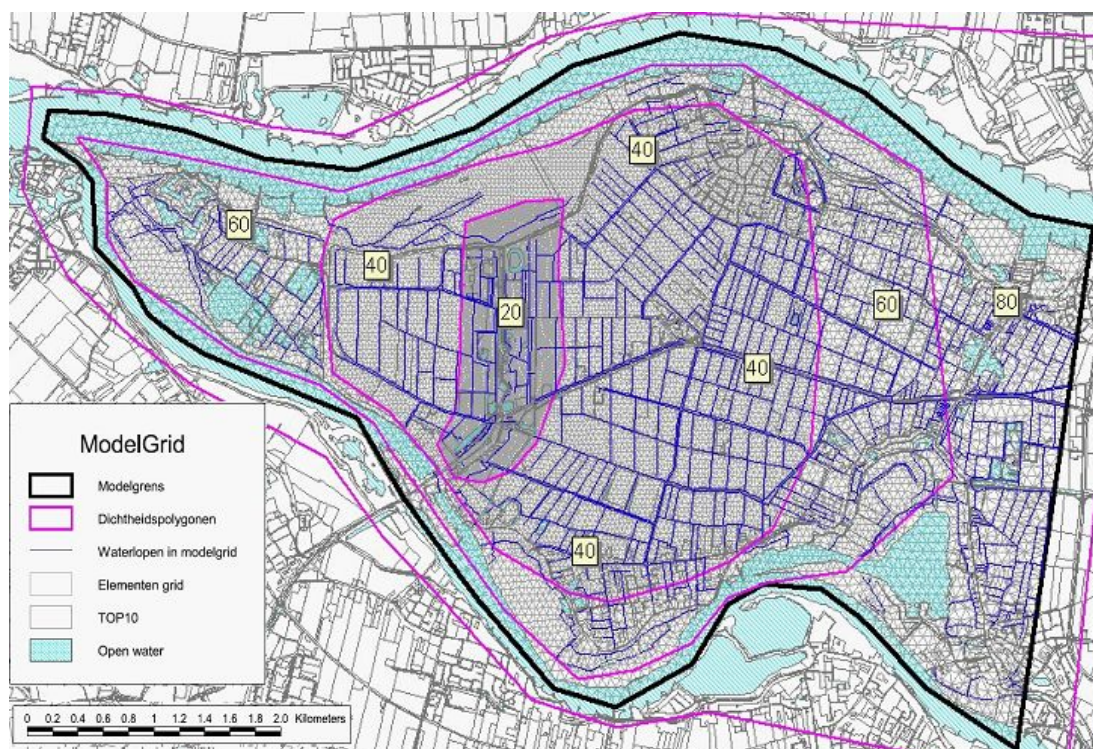 40
60
40
20
60
80
40
40
ModelGrid
Modelgrens
Dichtheidspolygonen
Waterlopen in modelgrid
Elementen grid
TOP10
Open water
0 0.2 0.4 0.6 0.8 1 1.2 1.4 1.6 1.8 2.0 Kilometers